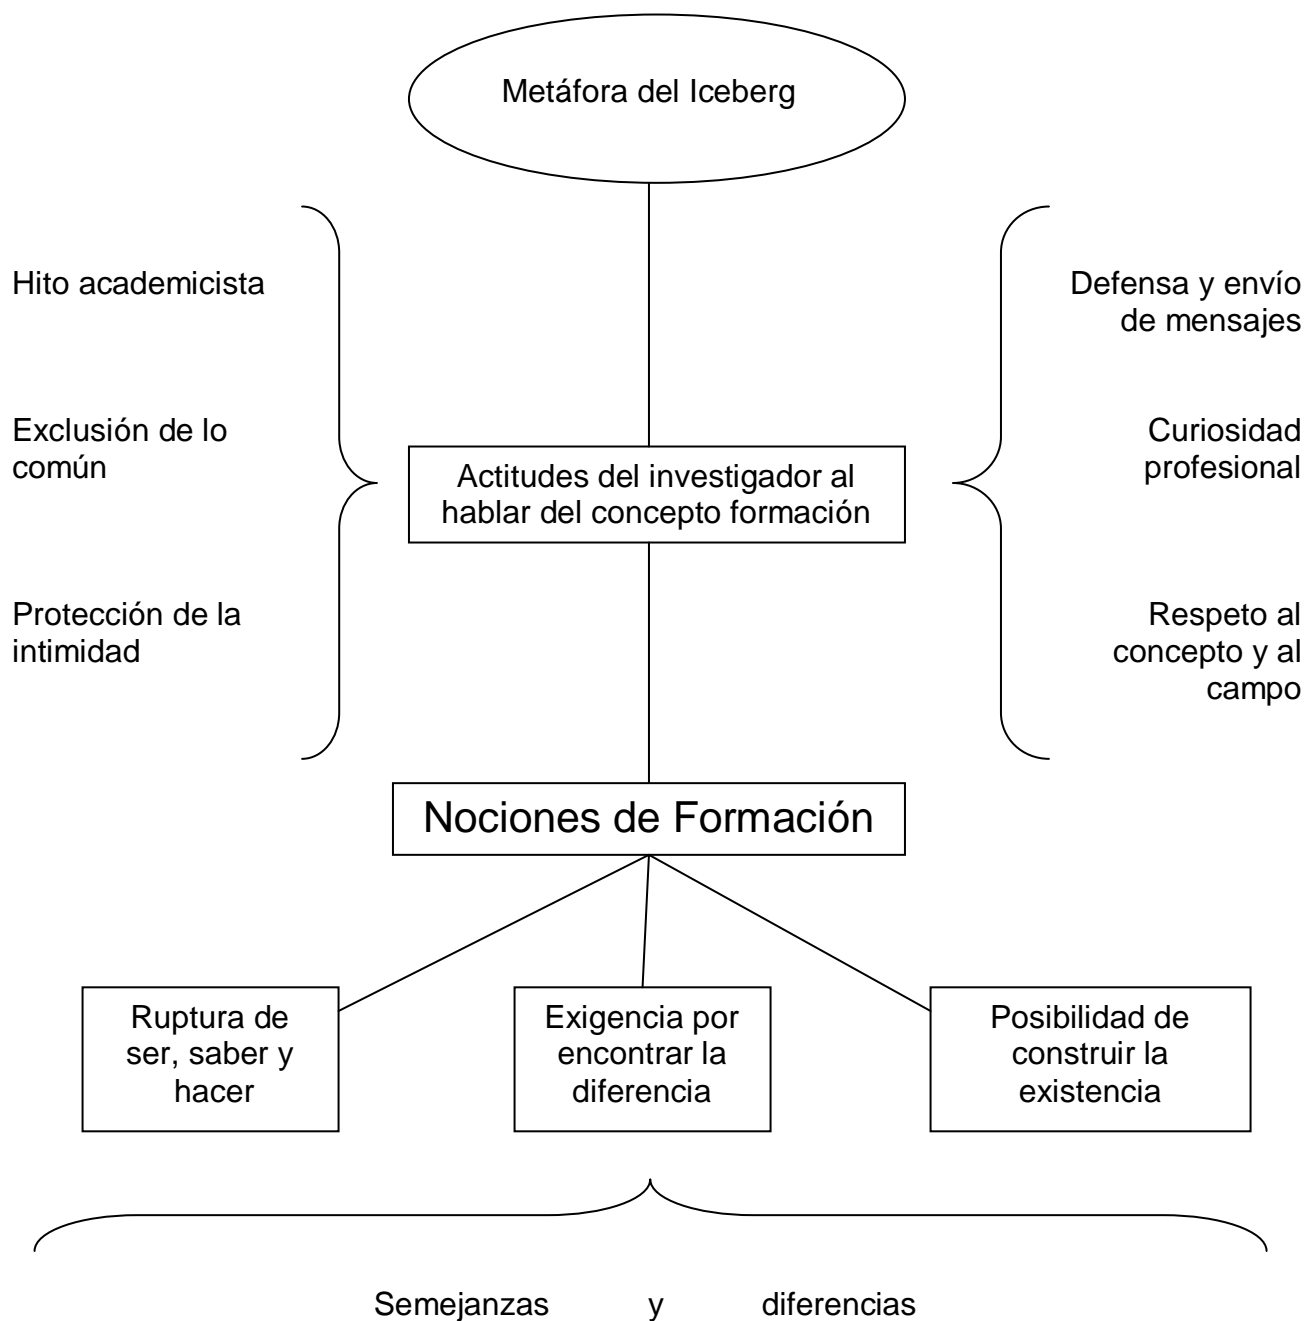 Metáfora del Iceberg
Hito academicista
Exclusión de lo
común
Protección de la
intimidad
Actitudes del investigador al
hablar del concepto formación
Defensa y envío
de mensajes
Curiosidad
profesional
Respeto al
concepto y al
campo
Nociones de Formación
Ruptura de
ser, saber y
hacer
Exigencia por
encontrar la
diferencia
Posibilidad de
construir la
existencia
Semejanzas y diferencias